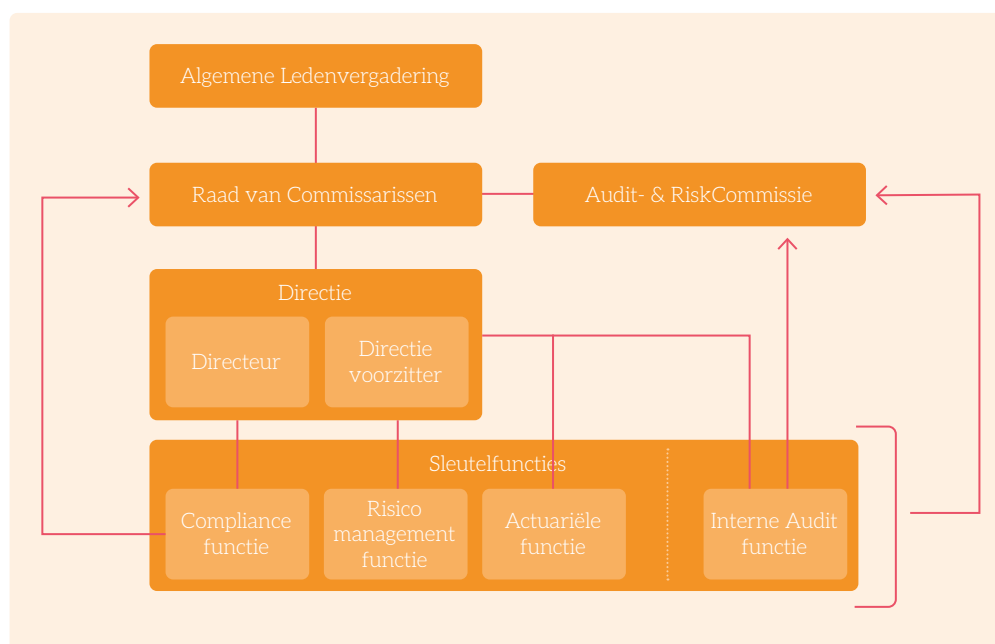 Algemene Ledenvergadering
Raad van Commissarissen
Audit- & RiskCommissie
Directie
Directeur
Directie
voorzitter
Sleutelfuncties
Compliance
functie
Risico
management
functie
Actuariële
functie
Interne Audit
functie